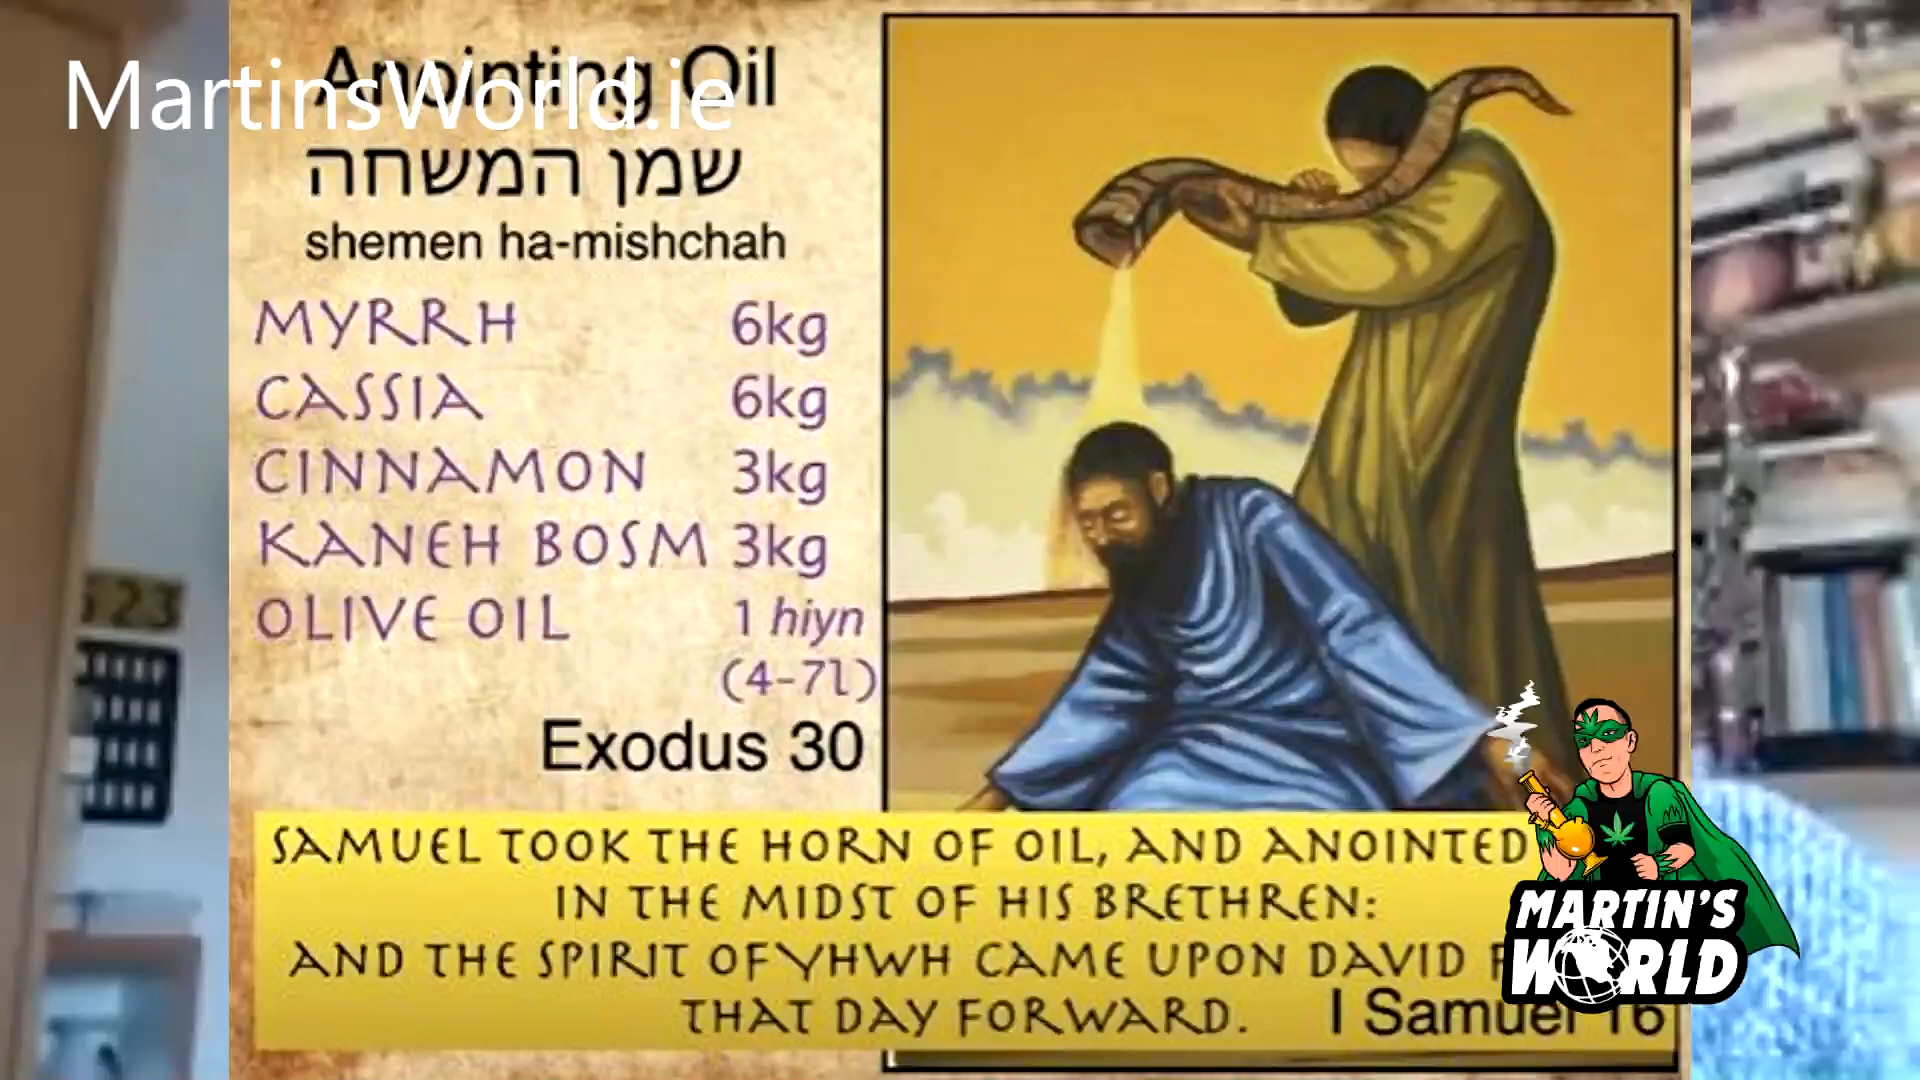 MartinsWorld.ie
Anointing Oil
שמן המשחה
shemen ha-mishchah
MYRRH 6kg
CASSIA 6kg
CINNAMON 3kg
KANEH BOSM 3kg
OLIVE OIL 1 hiyn
(4-7l)
Exodus 30
SAMUEL TOOK THE HORN OF OIL, AND ANOINTED
IN THE MIDST OF HIS BRETHREN:
AND THE SPIRIT OF YHWH CAME UPON DAVID
THAT DAY FORWARD. I Samuel 16
MARTIN'S
WORLD
23